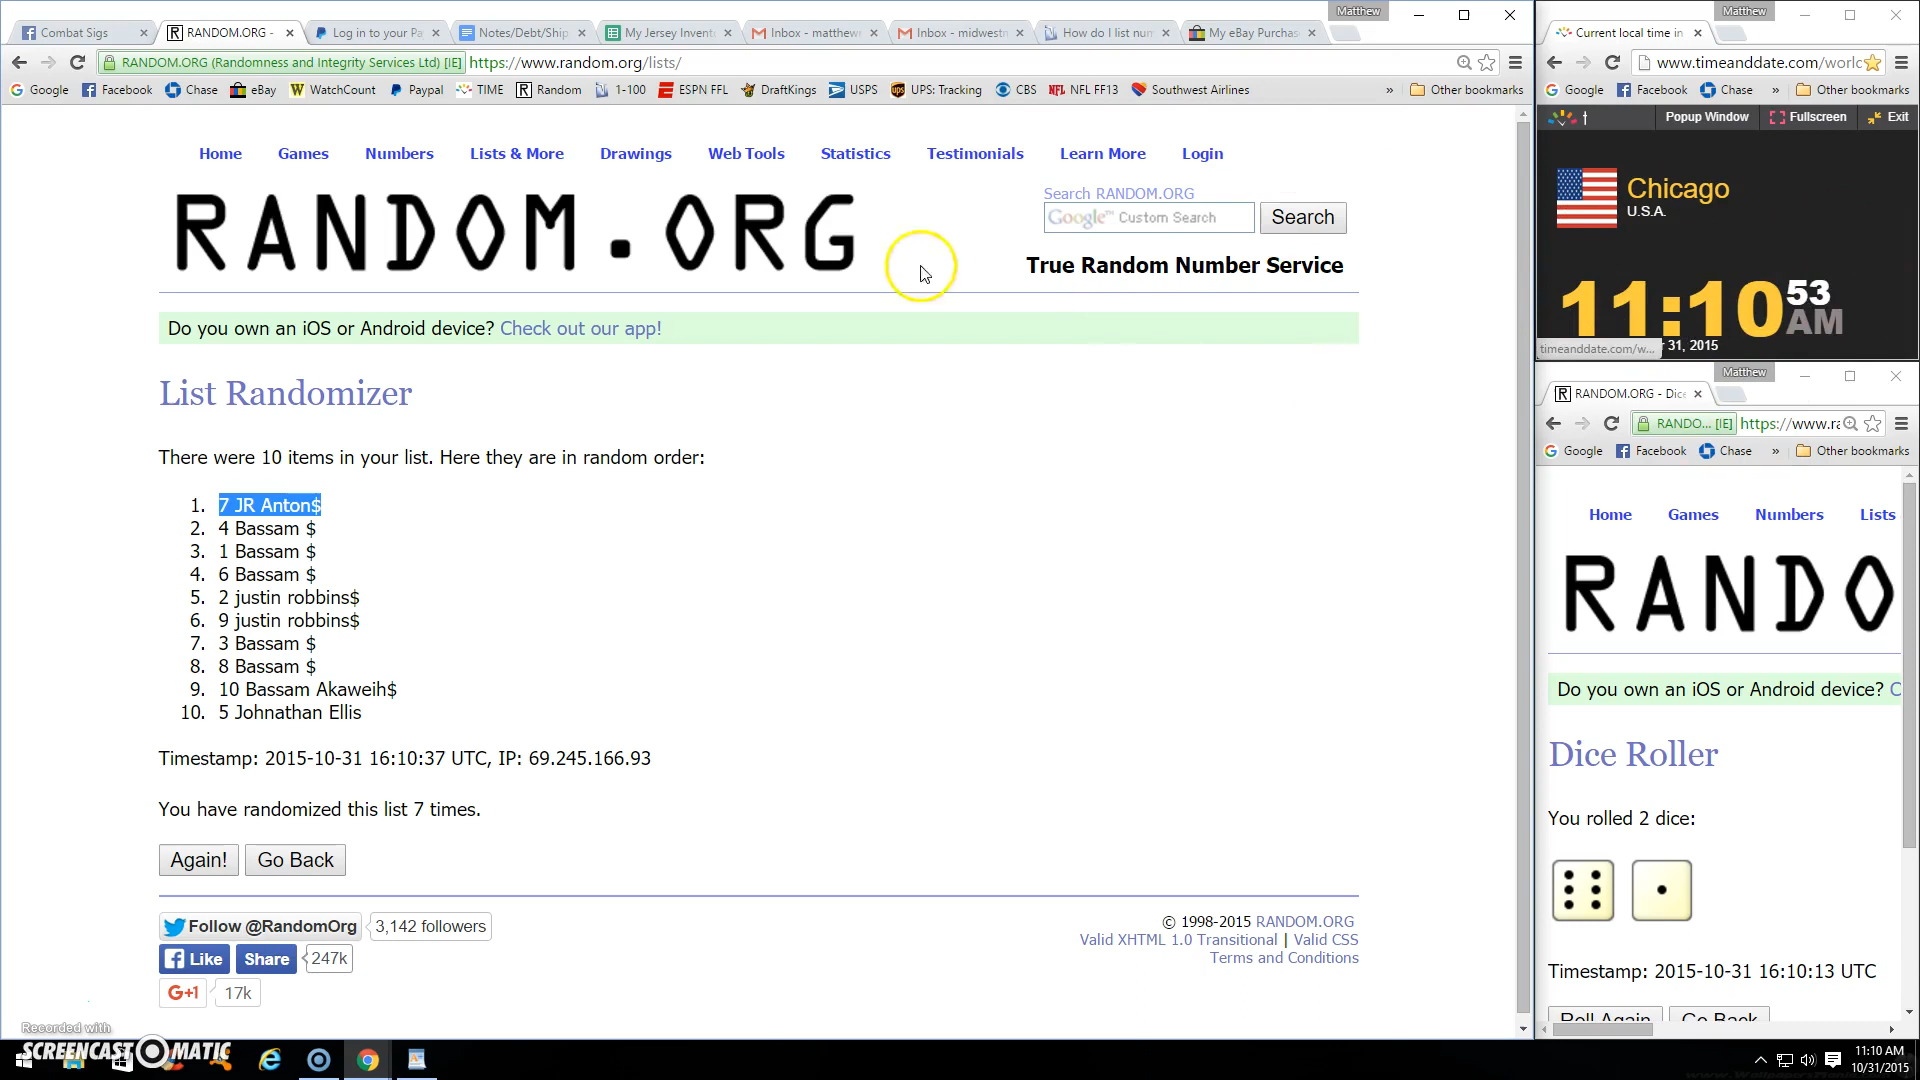 Matthew
Combat Sigs
RANDOM.ORG -
Log in to your Pa
Notes/Debt/Ship
My Jersey Invent
Inbox - matthew
Inbox - midwestn
How do I list num
My eBay Purchase
RANDOM.ORG (Randomness and Integrity Services Ltd) [IE] https://www.random.org/lists/
Google Facebook Chase eBay WatchCount Paypal TIME Random 1-100 ESPN FFL DraftKings USPS UPS: Tracking CBS NFL FF13 Southwest Airlines » Other bookmarks
Home Games Numbers Lists & More Drawings Web Tools Statistics Testimonials Learn More Login
RANDOM.ORG
Search RANDOM.ORG
Google™ Custom Search Search
True Random Number Service
Do you own an iOS or Android device? Check out our app!
List Randomizer
There were 10 items in your list. Here they are in random order:
1. 7 JR Anton$
2. 4 Bassam $
3. 1 Bassam $
4. 6 Bassam $
5. 2 justin robbins$
6. 9 justin robbins$
7. 3 Bassam $
8. 8 Bassam $
9. 10 Bassam Akaweih$
10. 5 Johnathan Ellis
Timestamp: 2015-10-31 16:10:37 UTC, IP: 69.245.166.93
You have randomized this list 7 times.
Again! Go Back
Follow @RandomOrg 3,142 followers
Like Share 247k
G+1 17k
© 1998-2015 RANDOM.ORG
Valid XHTML 1.0 Transitional | Valid CSS
Terms and Conditions
Recorded with
SCREENCAST MATIC
Matthew
Current local time in
www.timeanddate.com/worlc
Google Facebook Chase » Other bookmarks
t Popup Window Fullscreen Exit
Chicago
U.S.A.
11:10 53 AM
timeanddate.com/w... r 31, 2015
Matthew
RANDOM.ORG - Dice
RANDO... [IE] https://www.ra
Google Facebook Chase » Other bookmarks
Home Games Numbers Lists
RANDO
Do you own an iOS or Android device? C
Dice Roller
You rolled 2 dice:
Timestamp: 2015-10-31 16:10:13 UTC
Roll Again Go Back
11:10 AM
10/31/2015